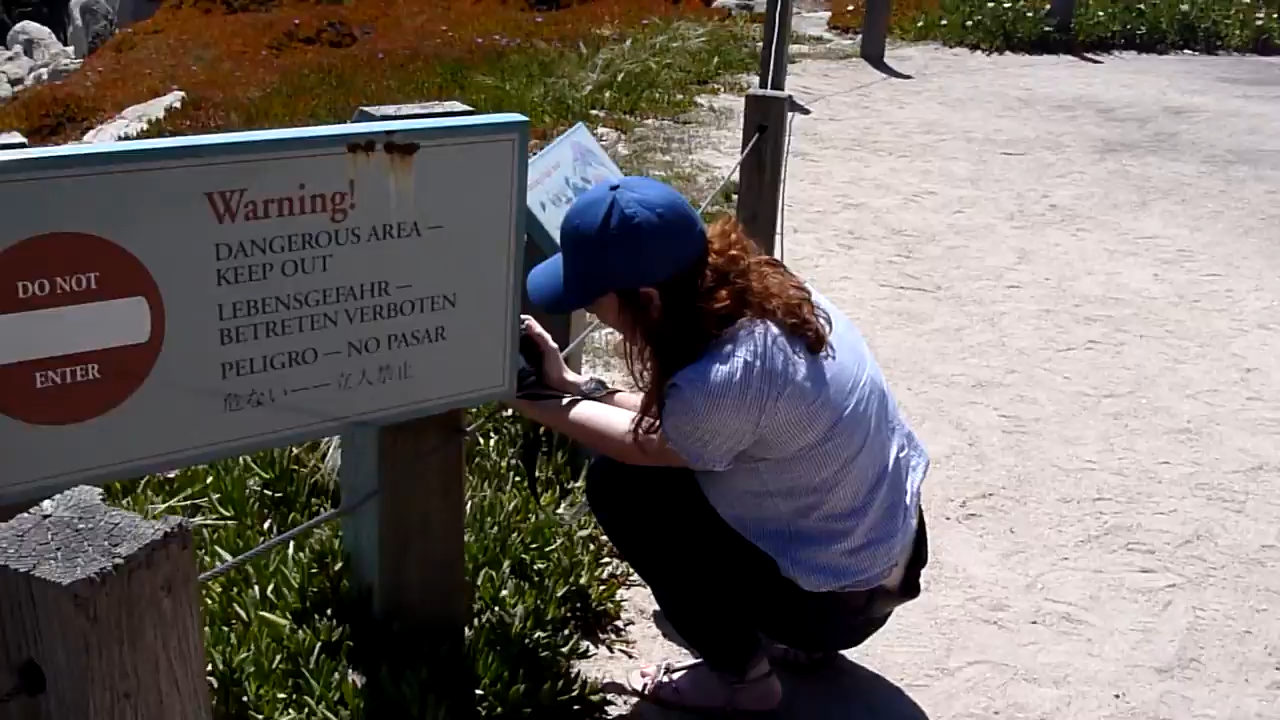 DO NOT
ENTER
Warning!
DANGEROUS AREA —
KEEP OUT
LEBENSGEFAHR —
BETRETEN VERBOTEN
PELIGRO — NO PASAR
危ない——立入禁止